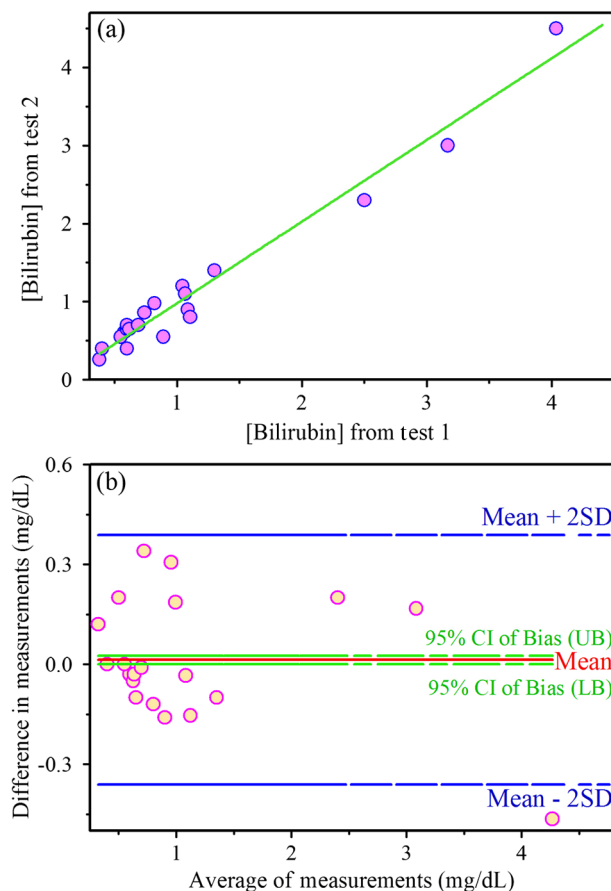 (a)
[Bilirubin] from test 2
4
3
2
1
0
1
2
3
4
[Bilirubin] from test 1
(b)
Difference in measurements (mg/dL)
0.6
0.3
0.0
-0.3
Mean + 2SD
95% CI of Bias (UB)
Mean
95% CI of Bias (LB)
Mean - 2SD
1
2
3
4
Average of measurements (mg/dL)